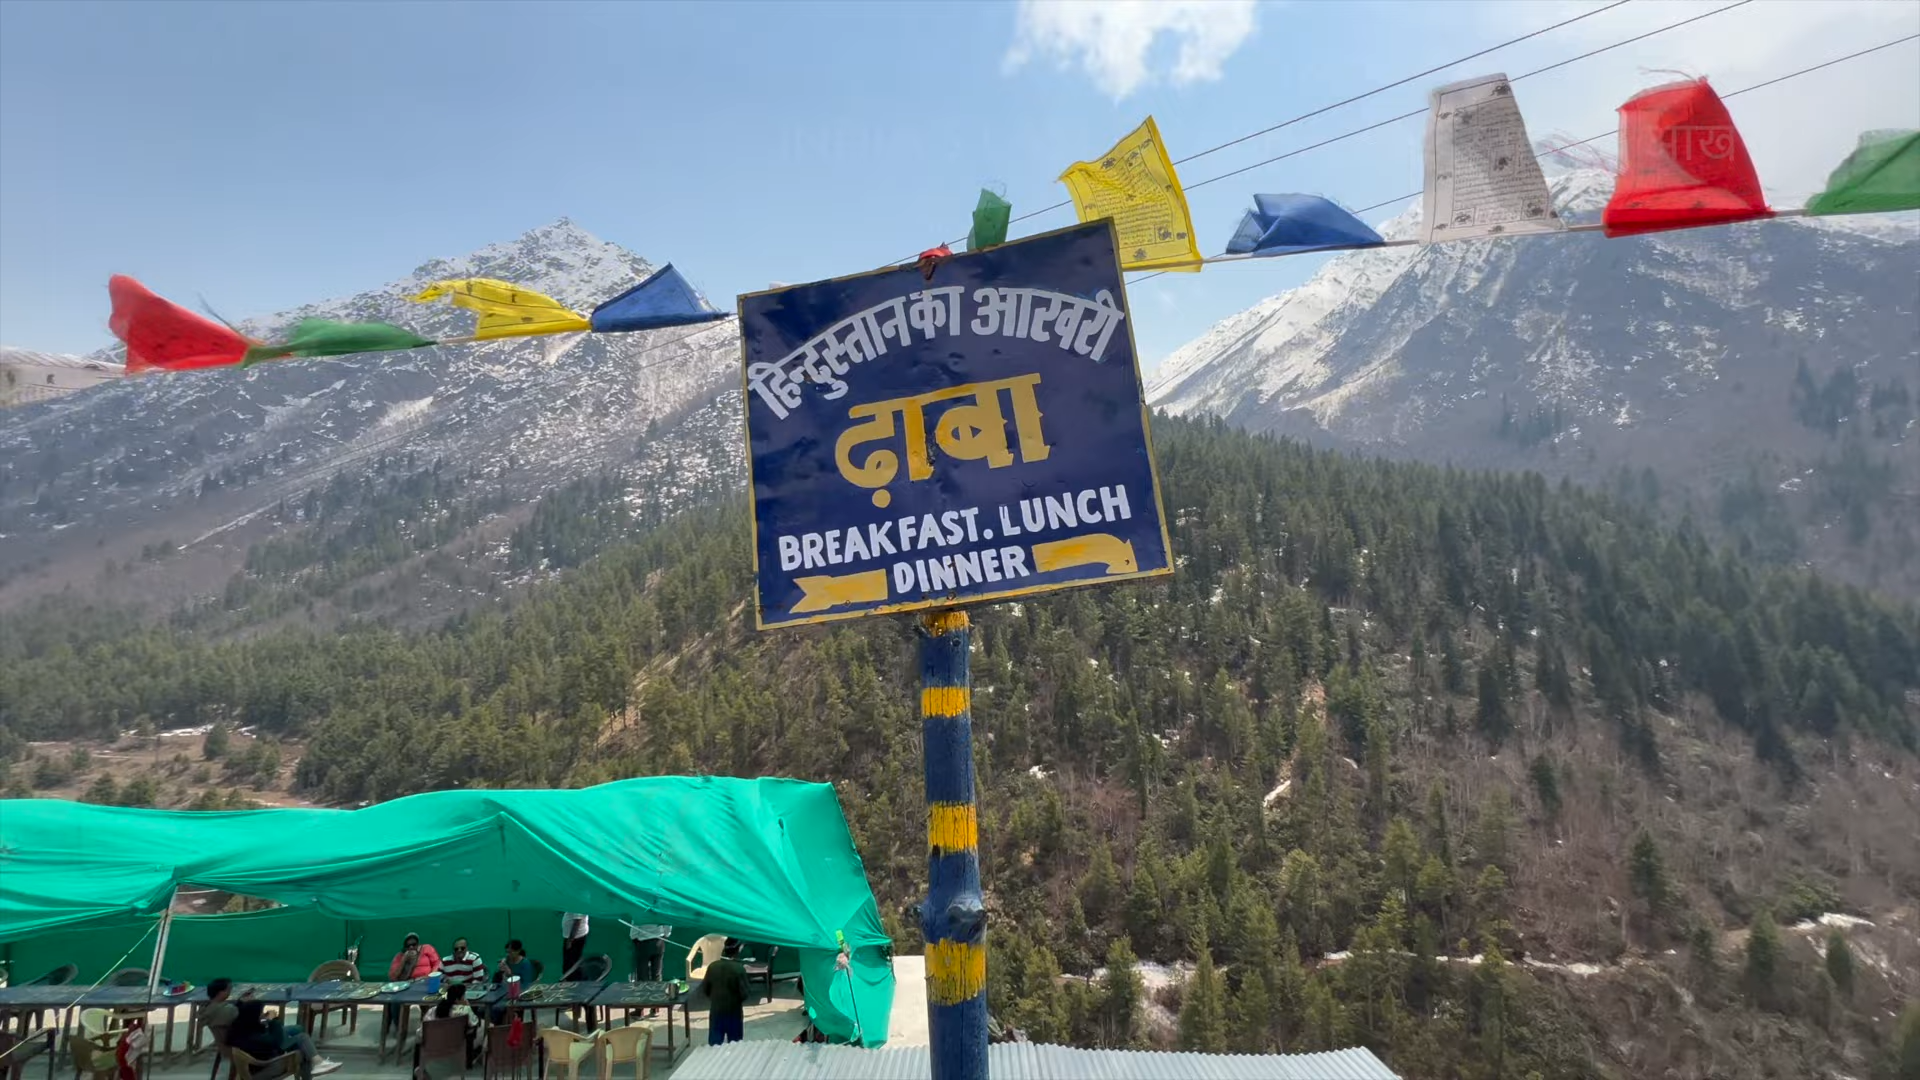 हिन्दुस्तान का आखरी
ढ़ाबा
BREAKFAST. LUNCH
DINNER